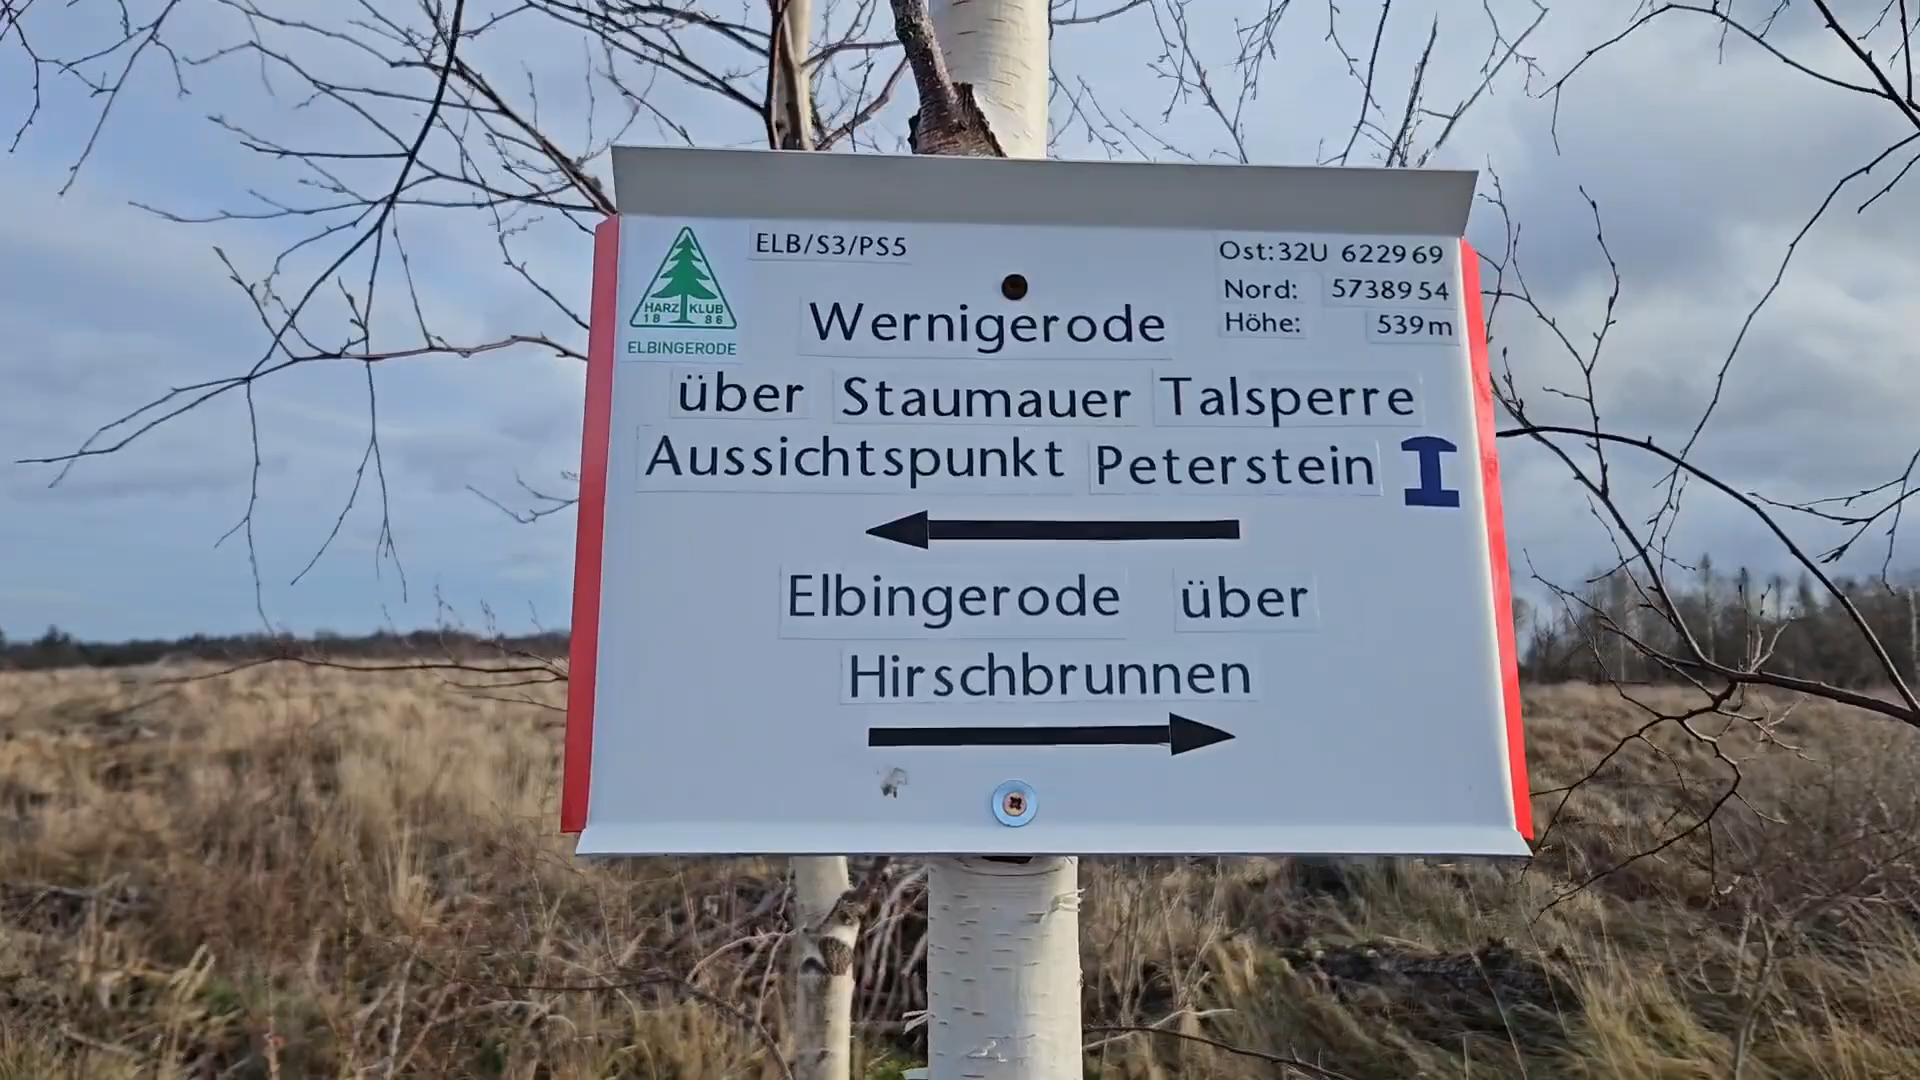 ELB/S3/PS5
Ost:32U 622969
Nord: 5738954
Höhe: 539m
HARZ KLUB
18 86
ELBINGERODE
Wernigerode
über Staumauer Talsperre
Aussichtspunkt Peterstein
Elbingerode über
Hirschbrunnen